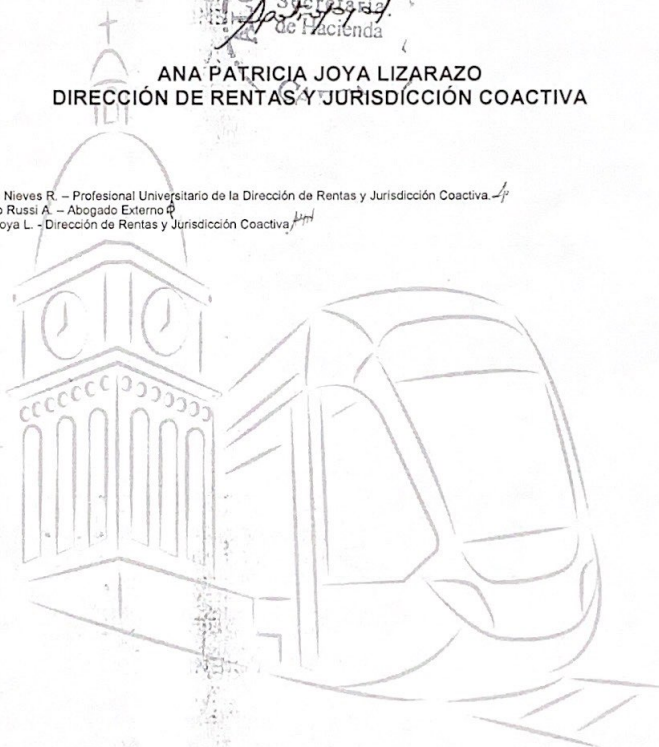 Secretaria
de Hacienda
ANA PATRICIA JOYA LIZARAZO
DIRECCIÓN DE RENTAS Y JURISDICCIÓN COACTIVA
Nieves R. – Profesional Universitario de la Dirección de Rentas y Jurisdicción Coactiva.
Russi A. – Abogado Externo
oya L. - Dirección de Rentas y Jurisdicción Coactiva